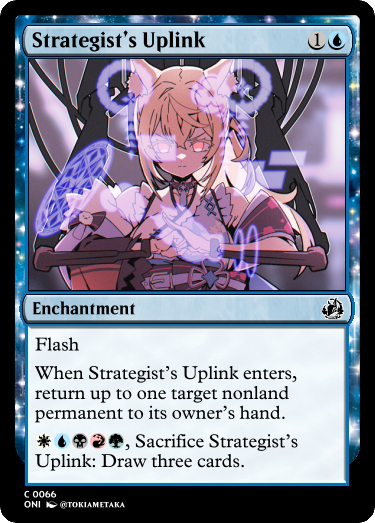 Strategist's Uplink 1
Enchantment
Flash
When Strategist's Uplink enters,
return up to one target nonland
permanent to its owner's hand.
, Sacrifice Strategist's
Uplink: Draw three cards.
C 0066
ONI @TOKIAMETAKA